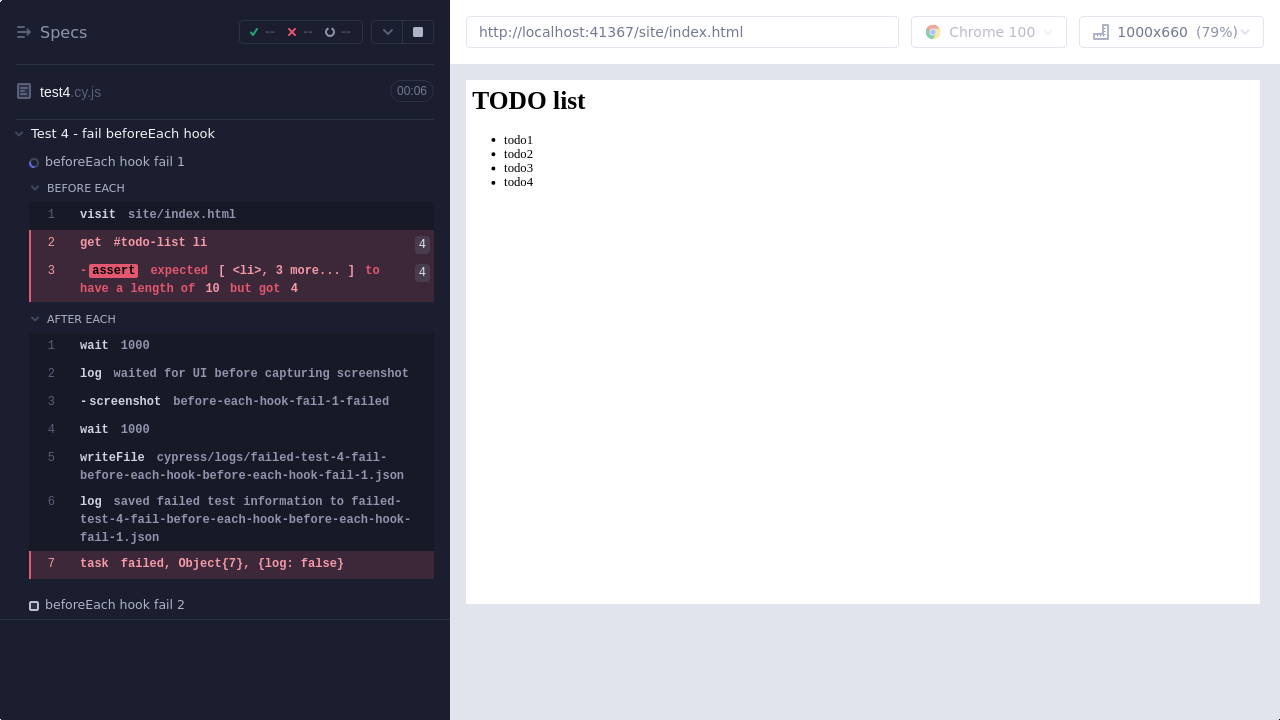 Specs
-- -- --
http://localhost:41367/site/index.html
Chrome 100
1000x660 (79%)
test4.cy.js
00:06
Test 4 - fail beforeEach hook
beforeEach hook fail 1
BEFORE EACH
1 visit site/index.html
2 get #todo-list li 4
3 -assert expected [ <li>, 3 more... ] to 4
have a length of 10 but got 4
AFTER EACH
1 wait 1000
2 log waited for UI before capturing screenshot
3 -screenshot before-each-hook-fail-1-failed
4 wait 1000
5 writeFile cypress/logs/failed-test-4-fail-
before-each-hook-before-each-hook-fail-1.json
6 log saved failed test information to failed-
test-4-fail-before-each-hook-before-each-hook-
fail-1.json
7 task failed, Object{7}, {log: false}
beforeEach hook fail 2
TODO list
• todo1
• todo2
• todo3
• todo4